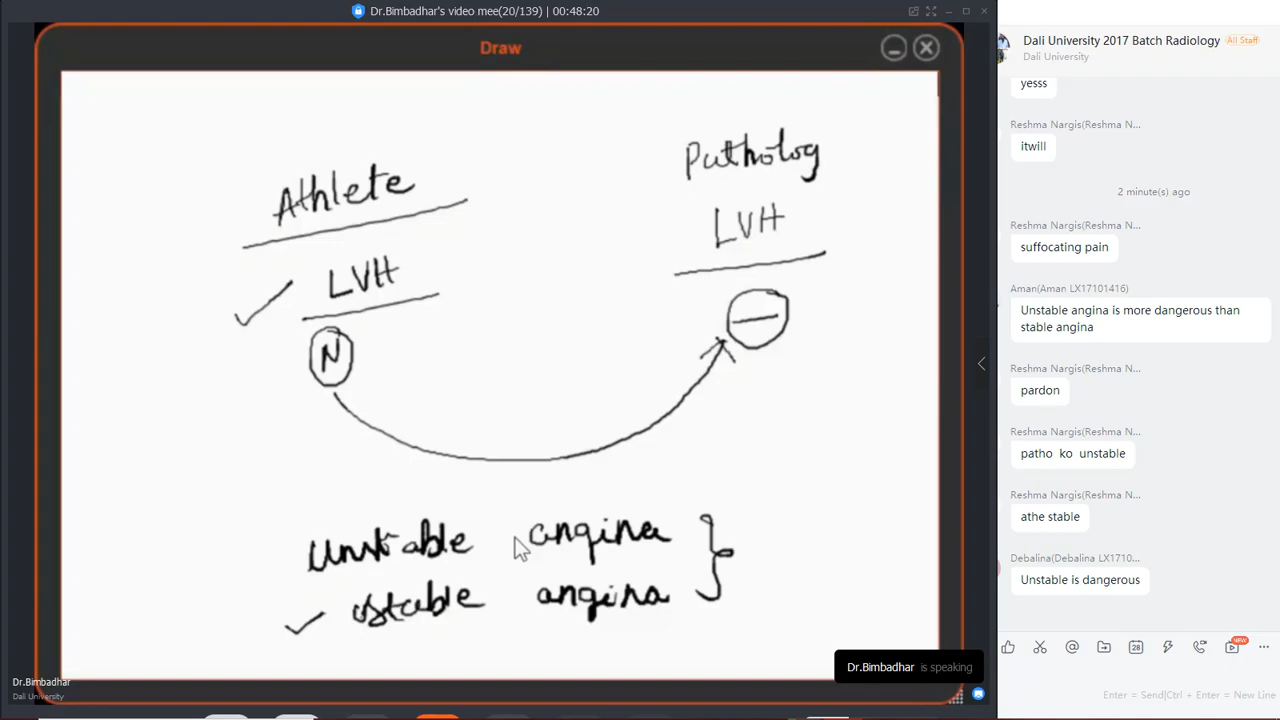 Dr.Bimbadhar's video mee(20/139) | 00:48:20
Draw
Athlete
LVH
N
Patholog
LVH
Unstable angina
stable angina
Dr.Bimbadhar
Dali University
Dr.Bimbadhar is speaking
Dali University 2017 Batch Radiology All Staff
Dali University
yesss
Reshma Nargis(Reshma N...
itwill
2 minute(s) ago
Reshma Nargis(Reshma N...
suffocating pain
Aman(Aman LX17101416)
Unstable angina is more dangerous than
stable angina
Reshma Nargis(Reshma N...
pardon
Reshma Nargis(Reshma N...
patho ko unstable
Reshma Nargis(Reshma N...
athe stable
Debalina(Debalina LX1710...
Unstable is dangerous
28
NEW
Enter = Send|Ctrl + Enter = New Line